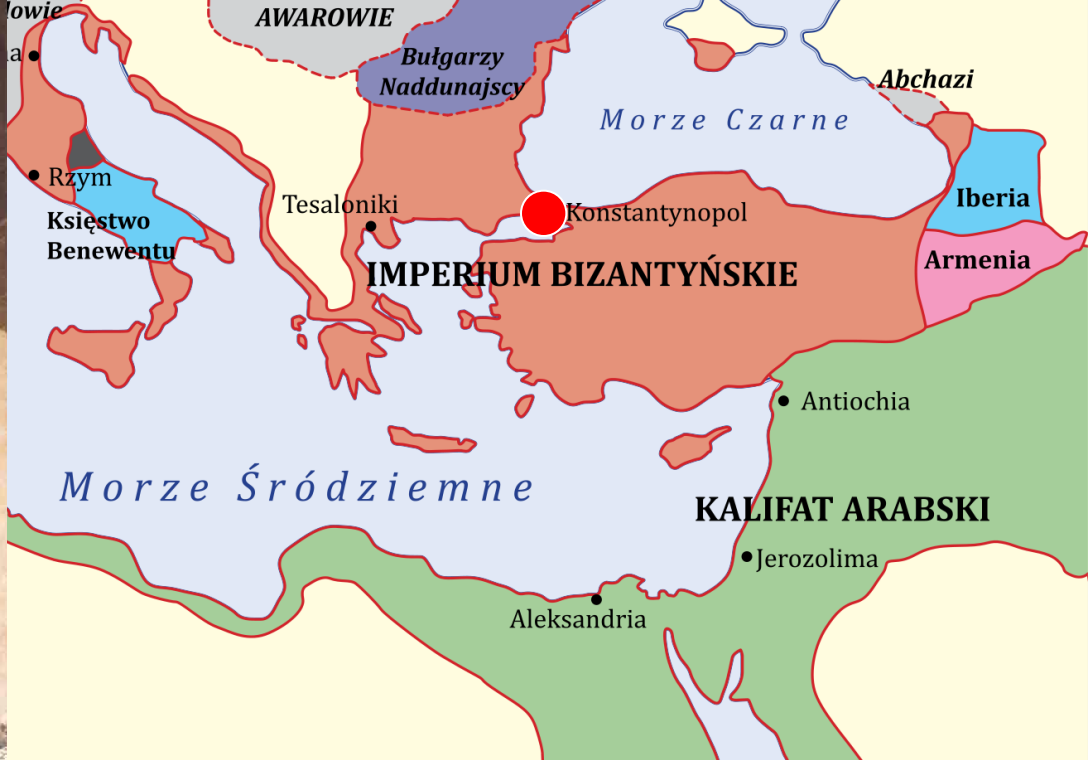 AWAROWIE
Bułgarzy
Naddunajscy
Abchazi
Morze Czarne
Rzym
Iberia
Księstwo
Benewentu
Tesaloniki
Konstantynopol
Armenia
IMPERIUM BIZANTYŃSKIE
Antiochia
Morze Śródziemne
KALIFAT ARABSKI
Jerozolima
Aleksandria